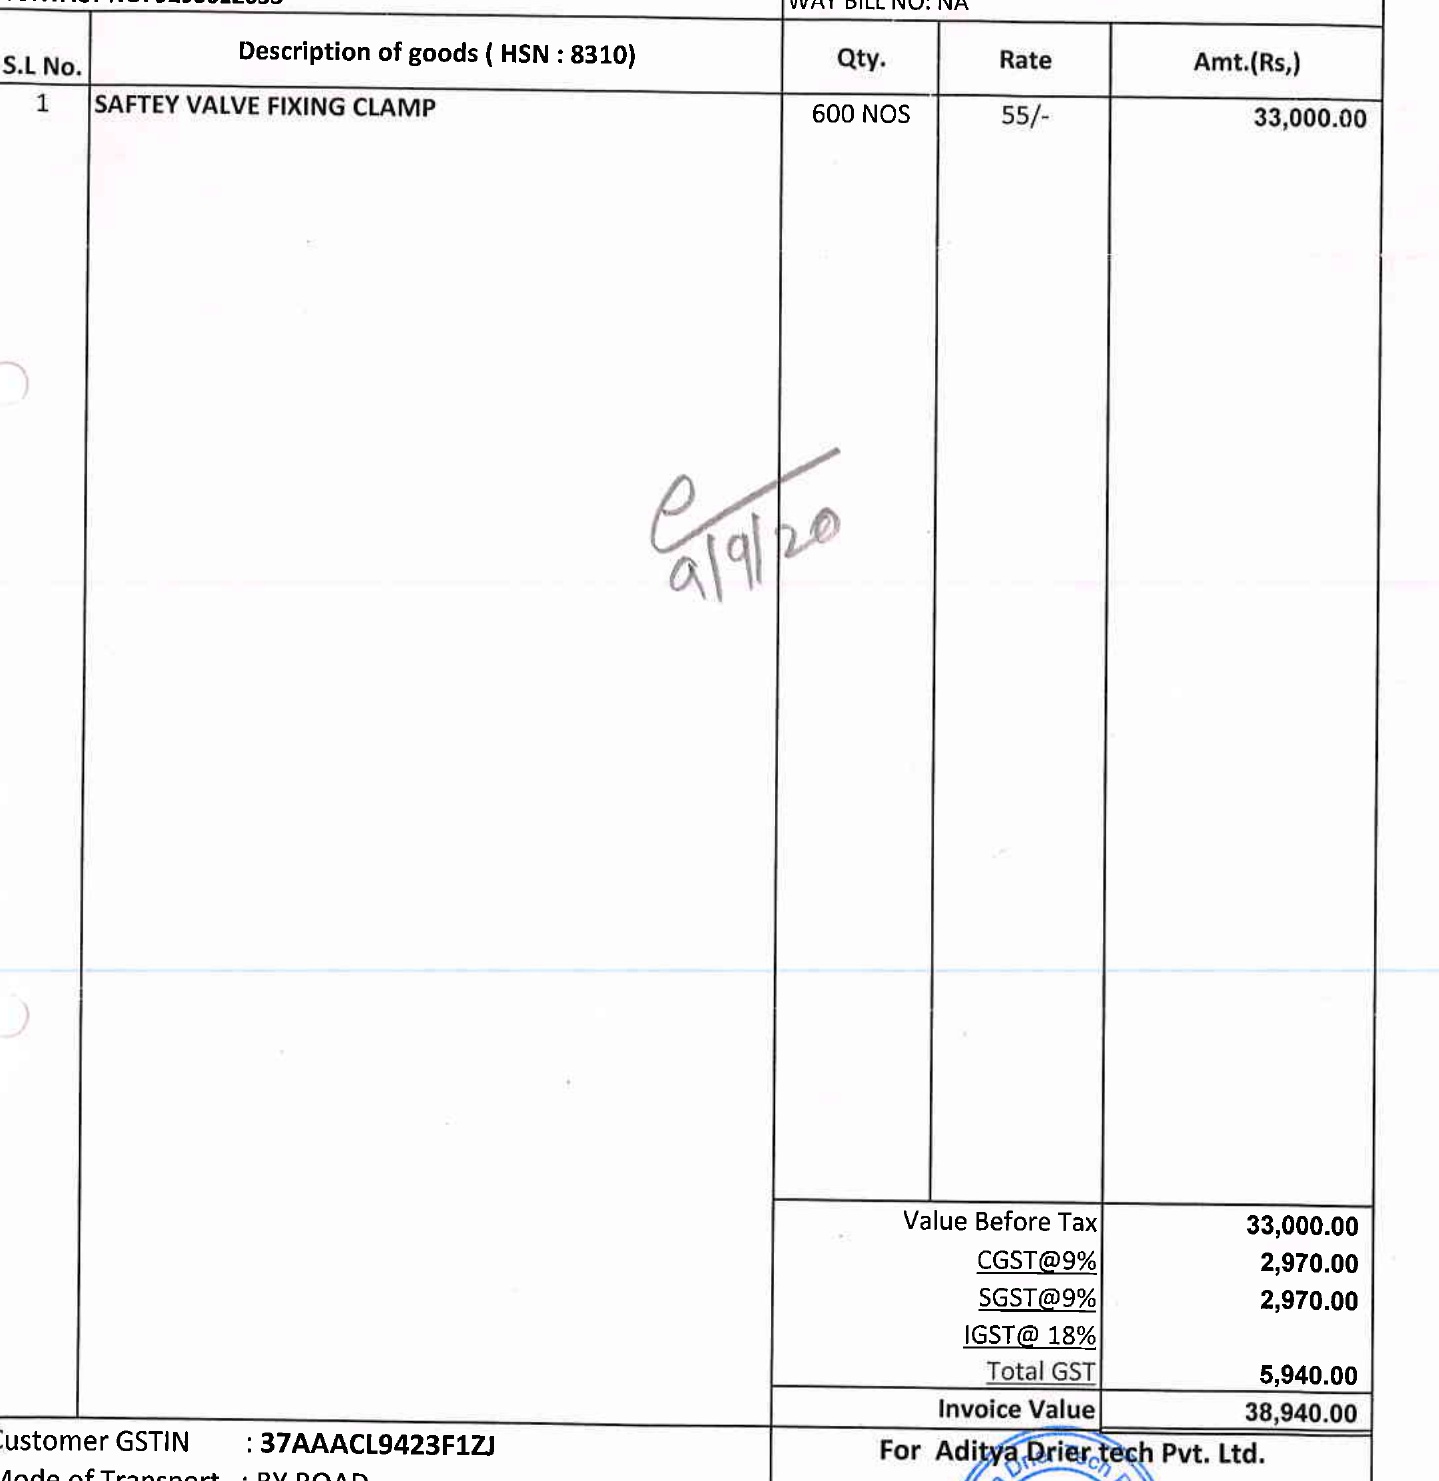 WAY BILL NO: NA
S.L No. Description of goods ( HSN : 8310) Qty. Rate Amt.(Rs,)
1 SAFTEY VALVE FIXING CLAMP 600 NOS 55/- 33,000.00
9/9/20
Value Before Tax 33,000.00
CGST@9% 2,970.00
SGST@9% 2,970.00
IGST@ 18%
Total GST 5,940.00
Invoice Value 38,940.00
Customer GSTIN : 37AAACL9423F1ZJ
For Aditya Drier tech Pvt. Ltd.
Mode of Transport : BY ROAD